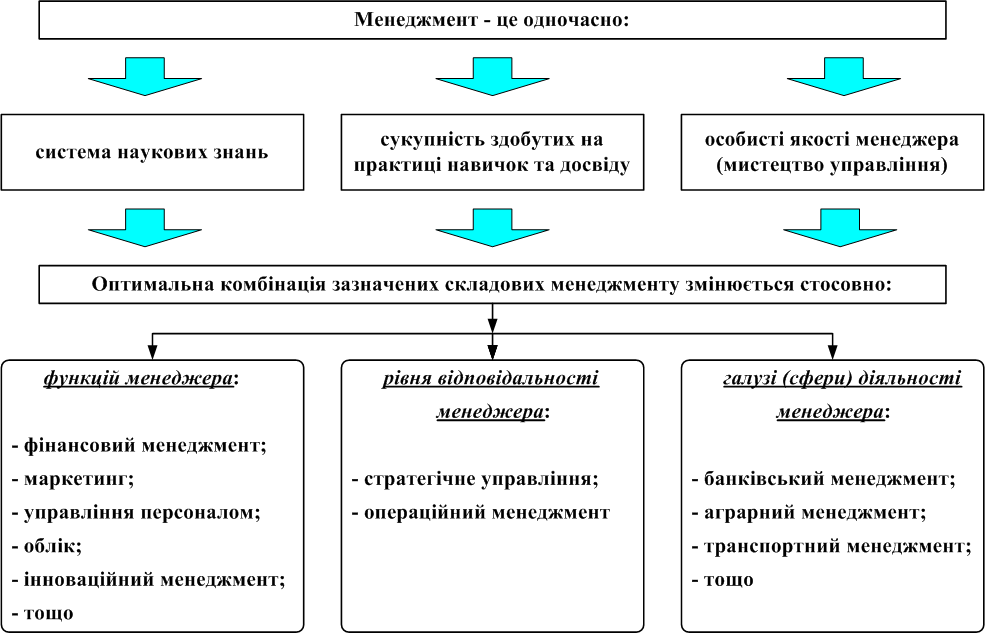 Менеджмент - це одночасно:
система наукових знань
сукупність здобутих на
практиці навичок та досвіду
особисті якості менеджера
(мистецтво управління)
Оптимальна комбінація зазначених складових менеджменту змінюється стосовно:
функцій менеджера:
- фінансовий менеджмент;
- маркетинг;
- управління персоналом;
- облік;
- інноваційний менеджмент;
- тощо
рівня відповідальності
менеджера:
- стратегічне управління;
- операційний менеджмент
галузі (сфери) діяльності
менеджера:
- банківський менеджмент;
- аграрний менеджмент;
- транспортний менеджмент;
- тощо